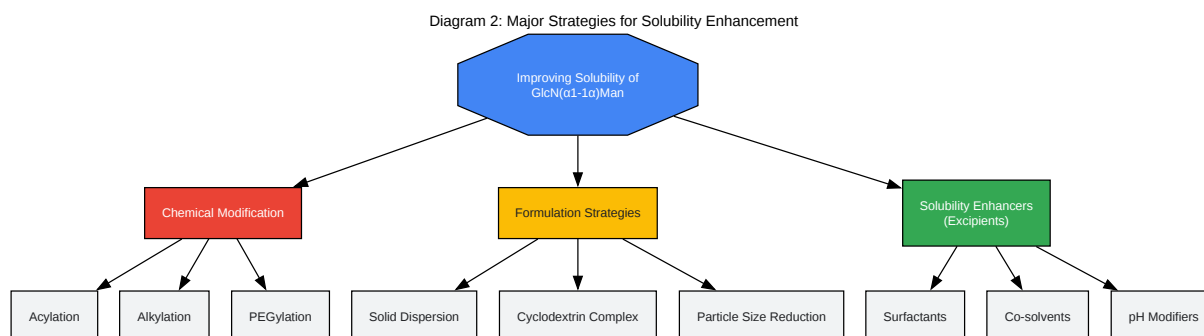 Diagram 2: Major Strategies for Solubility Enhancement
Improving Solubility of
GlcN(α1-1α)Man
Chemical Modification
Formulation Strategies
Solubility Enhancers
(Excipients)
Acylation
Alkylation
PEGylation
Solid Dispersion
Cyclodextrin Complex
Particle Size Reduction
Surfactants
Co-solvents
pH Modifiers